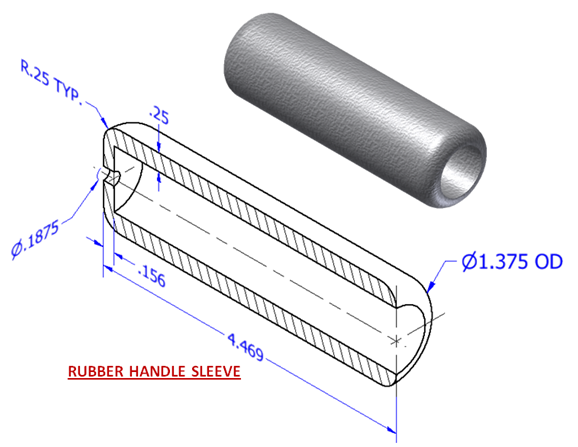 R.25 TYP.
.25
Ø.1875
.156
4.469
Ø1.375 OD
RUBBER HANDLE SLEEVE